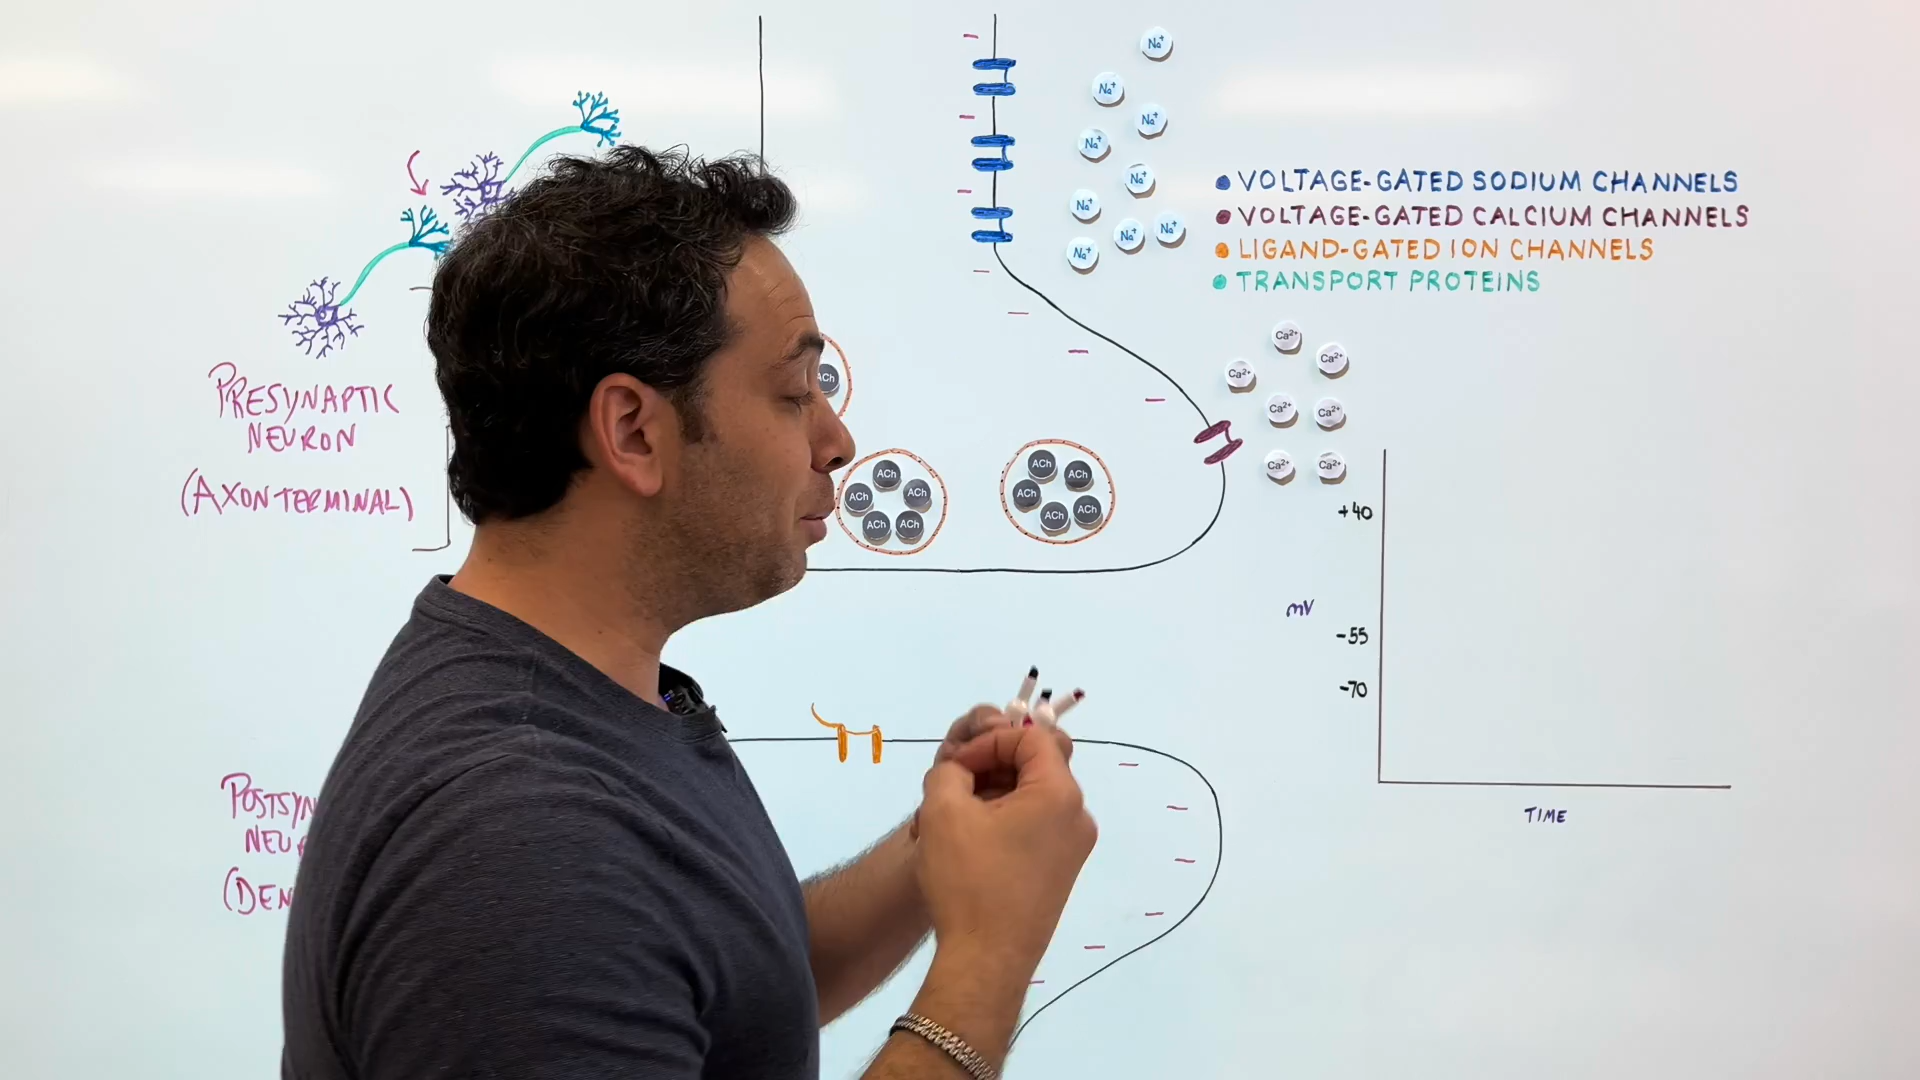 Na⁺
Na⁺
Na⁺
Na⁺
Na⁺
Na⁺
Na⁺
Na⁺
Na⁺
VOLTAGE-GATED SODIUM CHANNELS
VOLTAGE-GATED CALCIUM CHANNELS
LIGAND-GATED ION CHANNELS
TRANSPORT PROTEINS
Ca²⁺
Ca²⁺
Ca²⁺
Ca²⁺
Ca²⁺
Ca²⁺
Ca²⁺
PRESYNAPTIC
NEURON
(AXON TERMINAL)
ACh
ACh
ACh
ACh
ACh
ACh
ACh
ACh
ACh
ACh
ACh
ACh
+40
mV
-55
-70
TIME